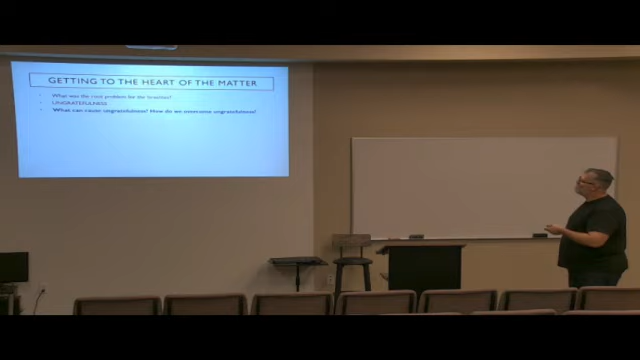 GETTING TO THE HEART OF THE MATTER
• What was the root problem for the Israelites?
• UNGRATEFULNESS
• What can cause ungratefulness? How do we overcome ungratefulness?